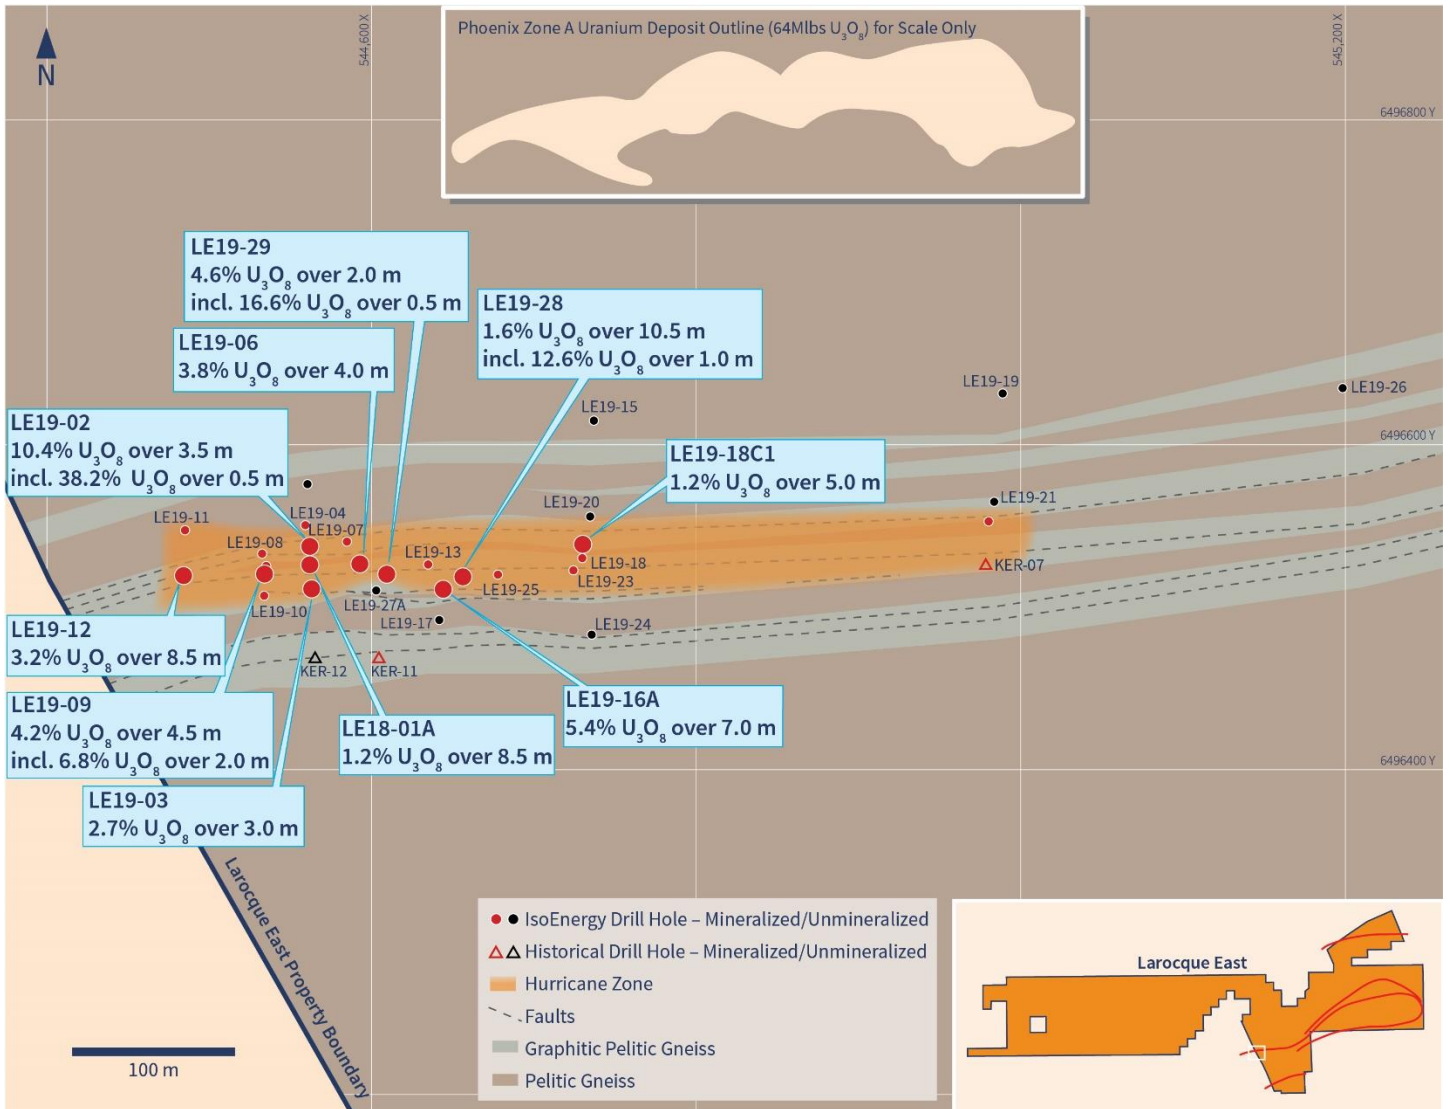 N
544,600 X
545,200 X
Phoenix Zone A Uranium Deposit Outline (64Mlbs U₃O₈) for Scale Only
6496800 Y
LE19-29
4.6% U₃O₈ over 2.0 m
incl. 16.6% U₃O₈ over 0.5 m
LE19-28
1.6% U₃O₈ over 10.5 m
incl. 12.6% U₃O₈ over 1.0 m
LE19-06
3.8% U₃O₈ over 4.0 m
LE19-19
LE19-26
LE19-15
LE19-02
10.4% U₃O₈ over 3.5 m
incl. 38.2% U₃O₈ over 0.5 m
6496600 Y
LE19-18C1
1.2% U₃O₈ over 5.0 m
LE19-20
LE19-21
LE19-11
LE19-04
LE19-07
LE19-08
LE19-13
LE19-18
LE19-23
KER-07
LE19-25
LE19-10
LE19-27A
LE19-17
LE19-24
KER-12
KER-11
LE19-12
3.2% U₃O₈ over 8.5 m
LE19-09
4.2% U₃O₈ over 4.5 m
incl. 6.8% U₃O₈ over 2.0 m
LE18-01A
1.2% U₃O₈ over 8.5 m
LE19-16A
5.4% U₃O₈ over 7.0 m
6496400 Y
LE19-03
2.7% U₃O₈ over 3.0 m
Larocque East Property Boundary
100 m
IsoEnergy Drill Hole – Mineralized/Unmineralized
Historical Drill Hole – Mineralized/Unmineralized
Hurricane Zone
Faults
Graphitic Pelitic Gneiss
Pelitic Gneiss
Larocque East